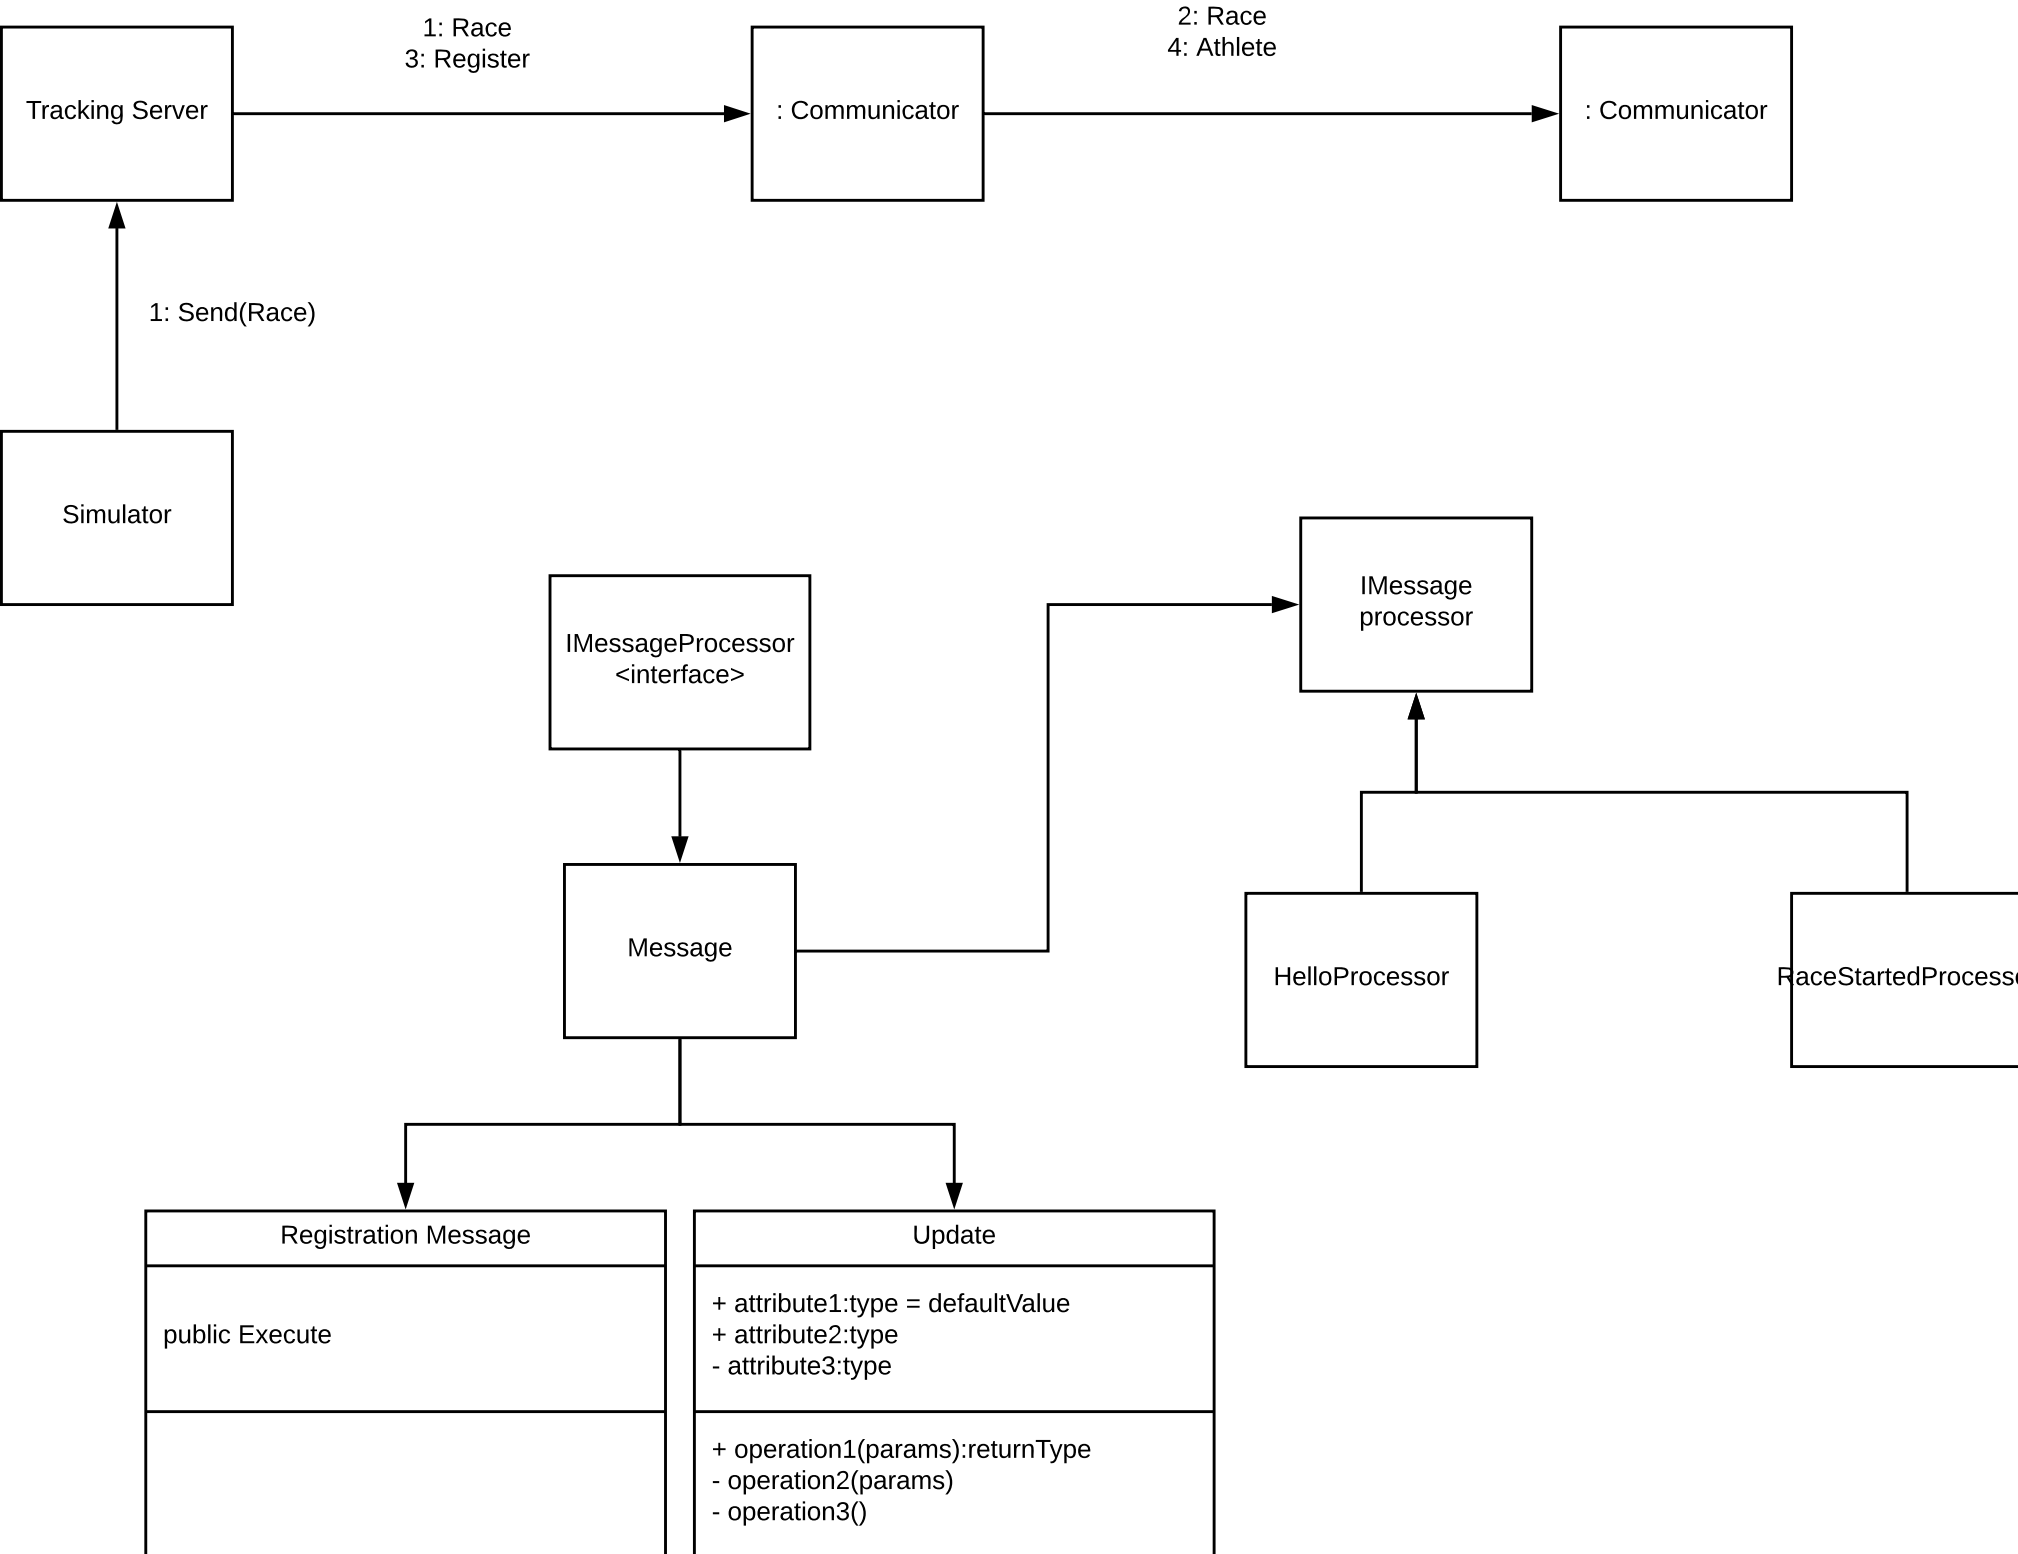 1: Race
3: Register
2: Race
4: Athlete
Tracking Server
: Communicator
: Communicator
1: Send(Race)
Simulator
IMessageProcessor
<interface>
IMessage
processor
Message
HelloProcessor
RaceStartedProcesso
Registration Message
public Execute
Update
+ attribute1:type = defaultValue
+ attribute2:type
- attribute3:type
+ operation1(params):returnType
- operation2(params)
- operation3()